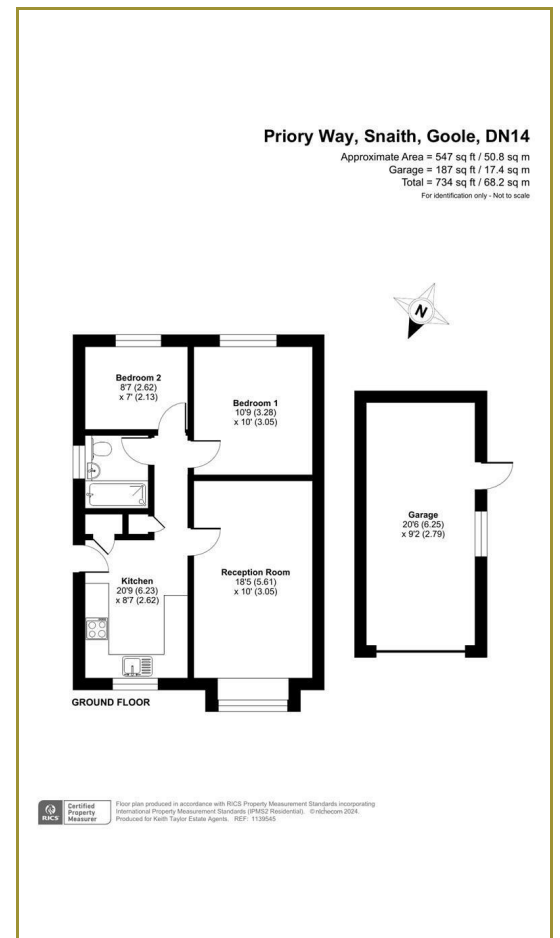 Priory Way, Snaith, Goole, DN14
Approximate Area = 547 sq ft / 50.8 sq m
Garage = 187 sq ft / 17.4 sq m
Total = 734 sq ft / 68.2 sq m
For identification only - Not to scale
N
Bedroom 2
8'7 (2.62)
x 7' (2.13)
Bedroom 1
10'9 (3.28)
x 10' (3.05)
Garage
20'6 (6.25)
x 9'2 (2.79)
Reception Room
18'5 (5.61)
x 10' (3.05)
Kitchen
20'9 (6.23)
x 8'7 (2.62)
GROUND FLOOR
RICS
Certified
Property
Measurer
Floor plan produced in accordance with RICS Property Measurement Standards incorporating
International Property Measurement Standards (IPMS2 Residential). © nichecom 2024.
Produced for Keith Taylor Estate Agents. REF: 1139545